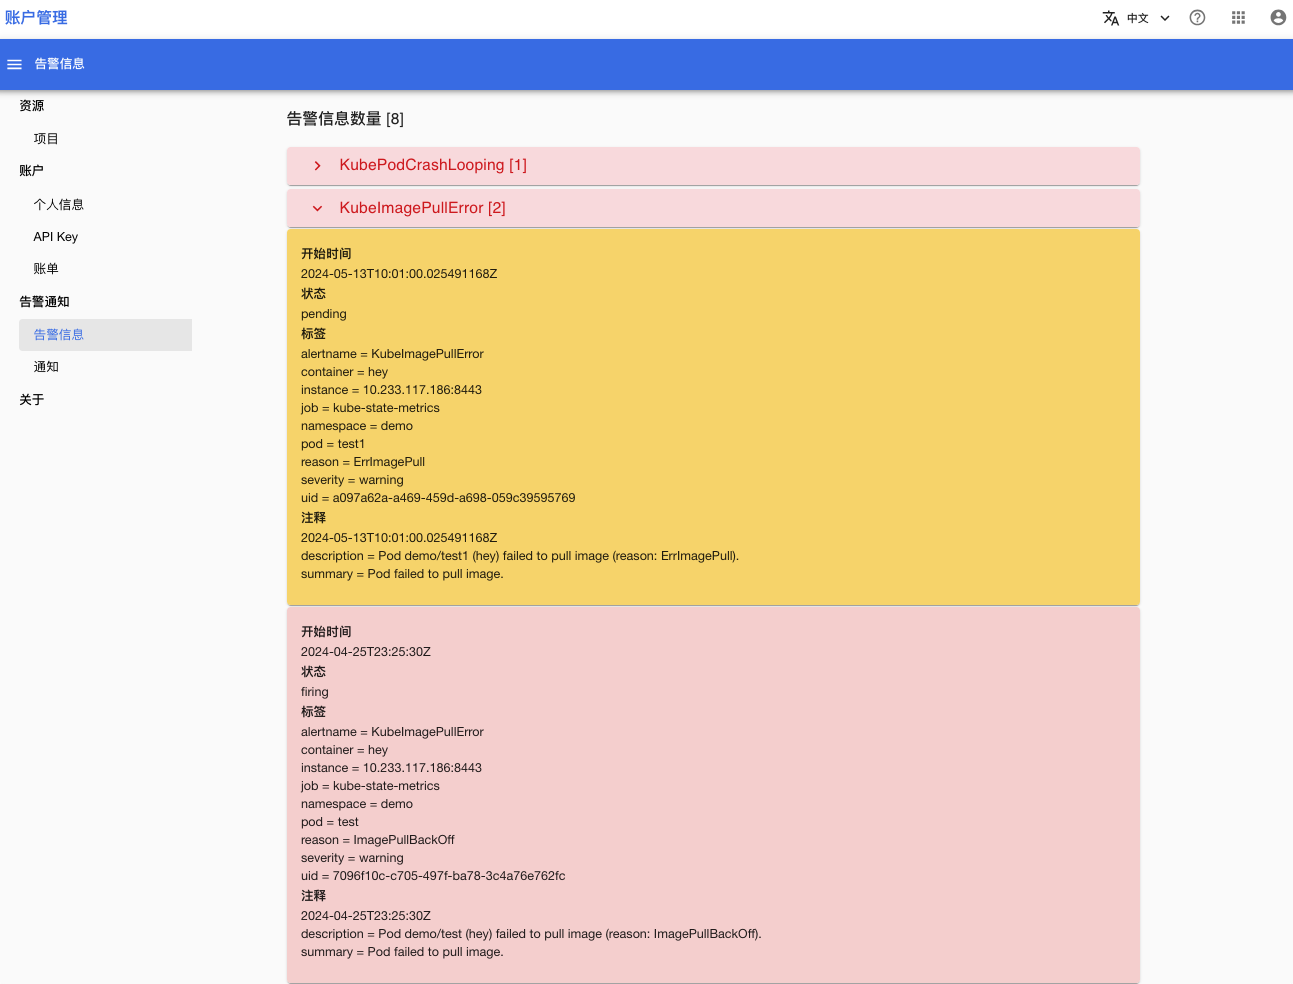 账户管理
中文
告警信息
资源
项目
账户
个人信息
API Key
账单
告警通知
告警信息
通知
关于
告警信息数量 [8]
KubePodCrashLooping [1]
KubeImagePullError [2]
开始时间
2024-05-13T10:01:00.025491168Z
状态
pending
标签
alertname = KubeImagePullError
container = hey
instance = 10.233.117.186:8443
job = kube-state-metrics
namespace = demo
pod = test1
reason = ErrImagePull
severity = warning
uid = a097a62a-a469-459d-a698-059c39595769
注释
2024-05-13T10:01:00.025491168Z
description = Pod demo/test1 (hey) failed to pull image (reason: ErrImagePull).
summary = Pod failed to pull image.
开始时间
2024-04-25T23:25:30Z
状态
firing
标签
alertname = KubeImagePullError
container = hey
instance = 10.233.117.186:8443
job = kube-state-metrics
namespace = demo
pod = test
reason = ImagePullBackOff
severity = warning
uid = 7096f10c-c705-497f-ba78-3c4a76e762fc
注释
2024-04-25T23:25:30Z
description = Pod demo/test (hey) failed to pull image (reason: ImagePullBackOff).
summary = Pod failed to pull image.